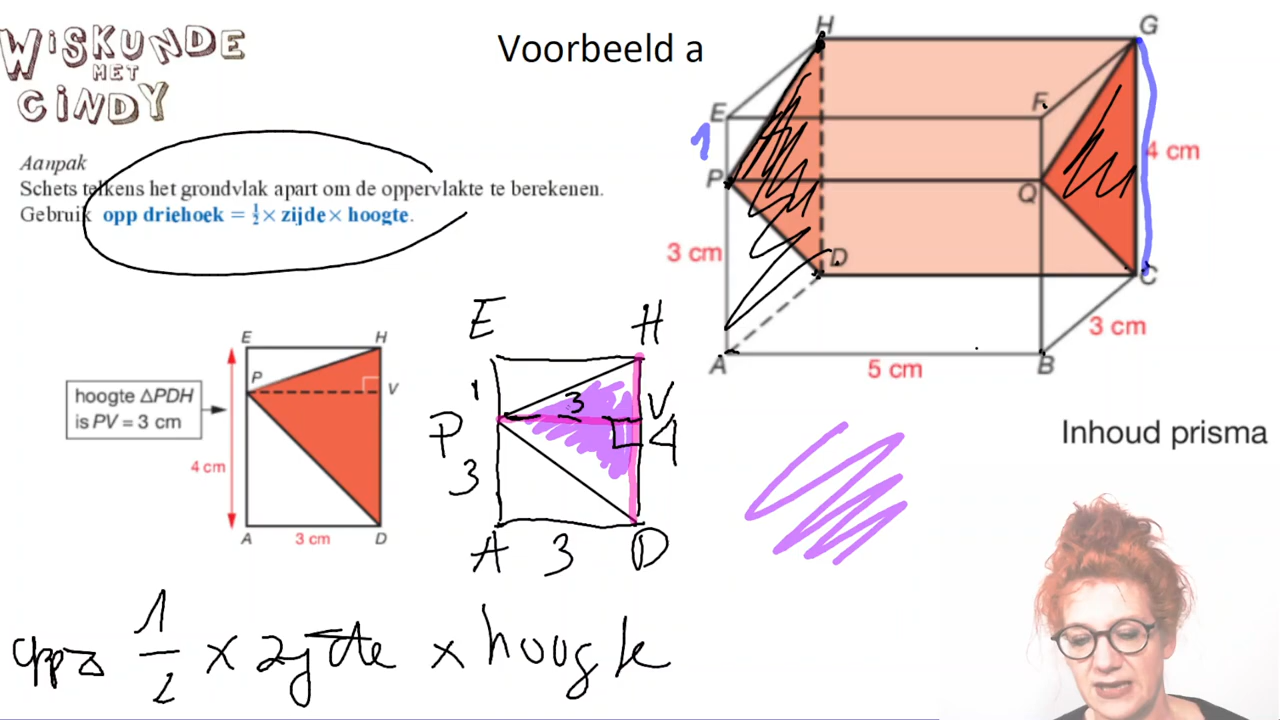 WiSKUNDE
MET
CiNDY
Voorbeeld a
Aanpak
Schets telkens het grondvlak apart om de oppervlakte te berekenen.
Gebruik opp driehoek = ½ × zijde × hoogte.
H
G
E
F
1
4 cm
P
Q
3 cm
D
C
3 cm
A
B
5 cm
E
H
P
V
hoogte △PDH
is PV = 3 cm
4 cm
A
3 cm
D
E
H
1
3
V
P
4
3
A
3
D
Inhoud prisma
opp △ 1/2 × zijde × hoogte